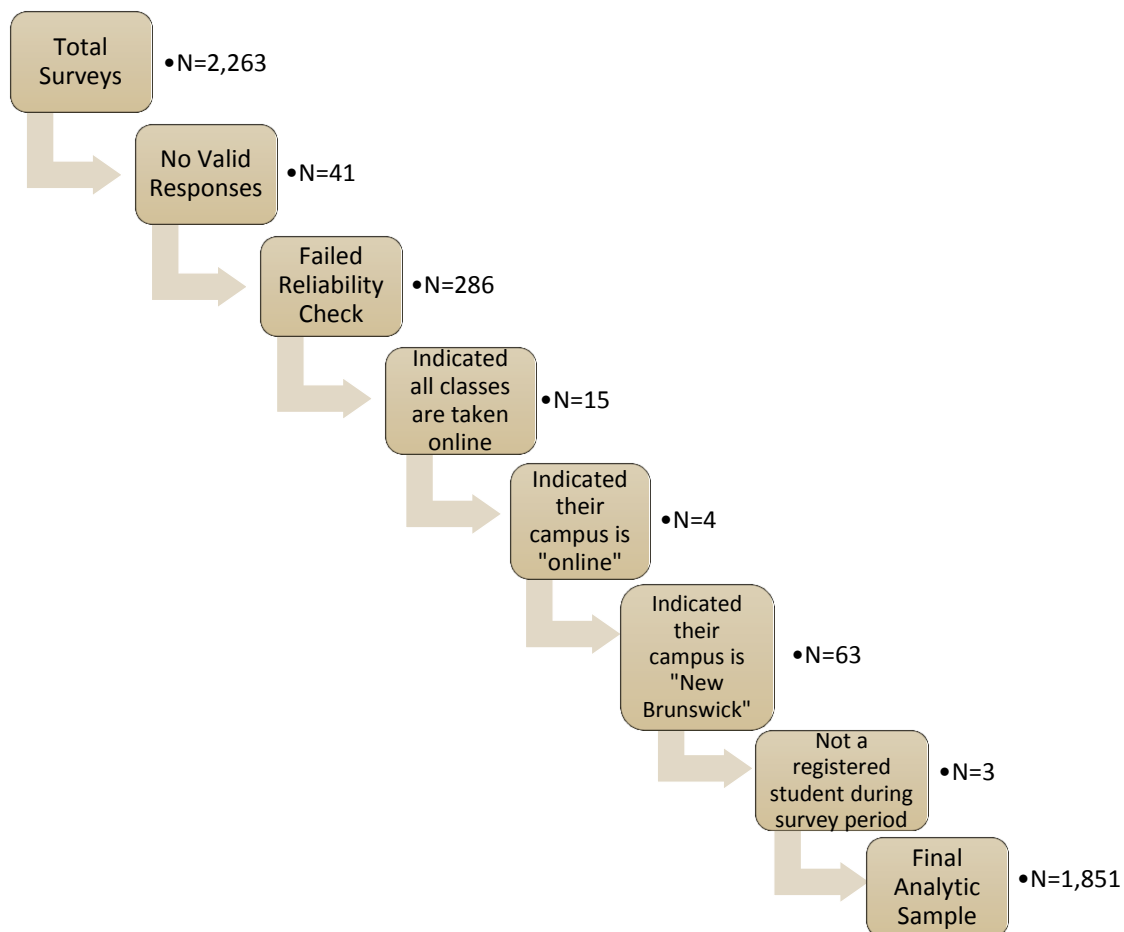 Total
Surveys
•N=2,263
No Valid
Responses
•N=41
Failed
Reliability
Check
•N=286
Indicated
all classes
are taken
online
•N=15
Indicated
their
campus is
"online"
•N=4
Indicated
their
campus is
"New
Brunswick"
•N=63
Not a
registered
student during
survey period
•N=3
Final
Analytic
Sample
•N=1,851